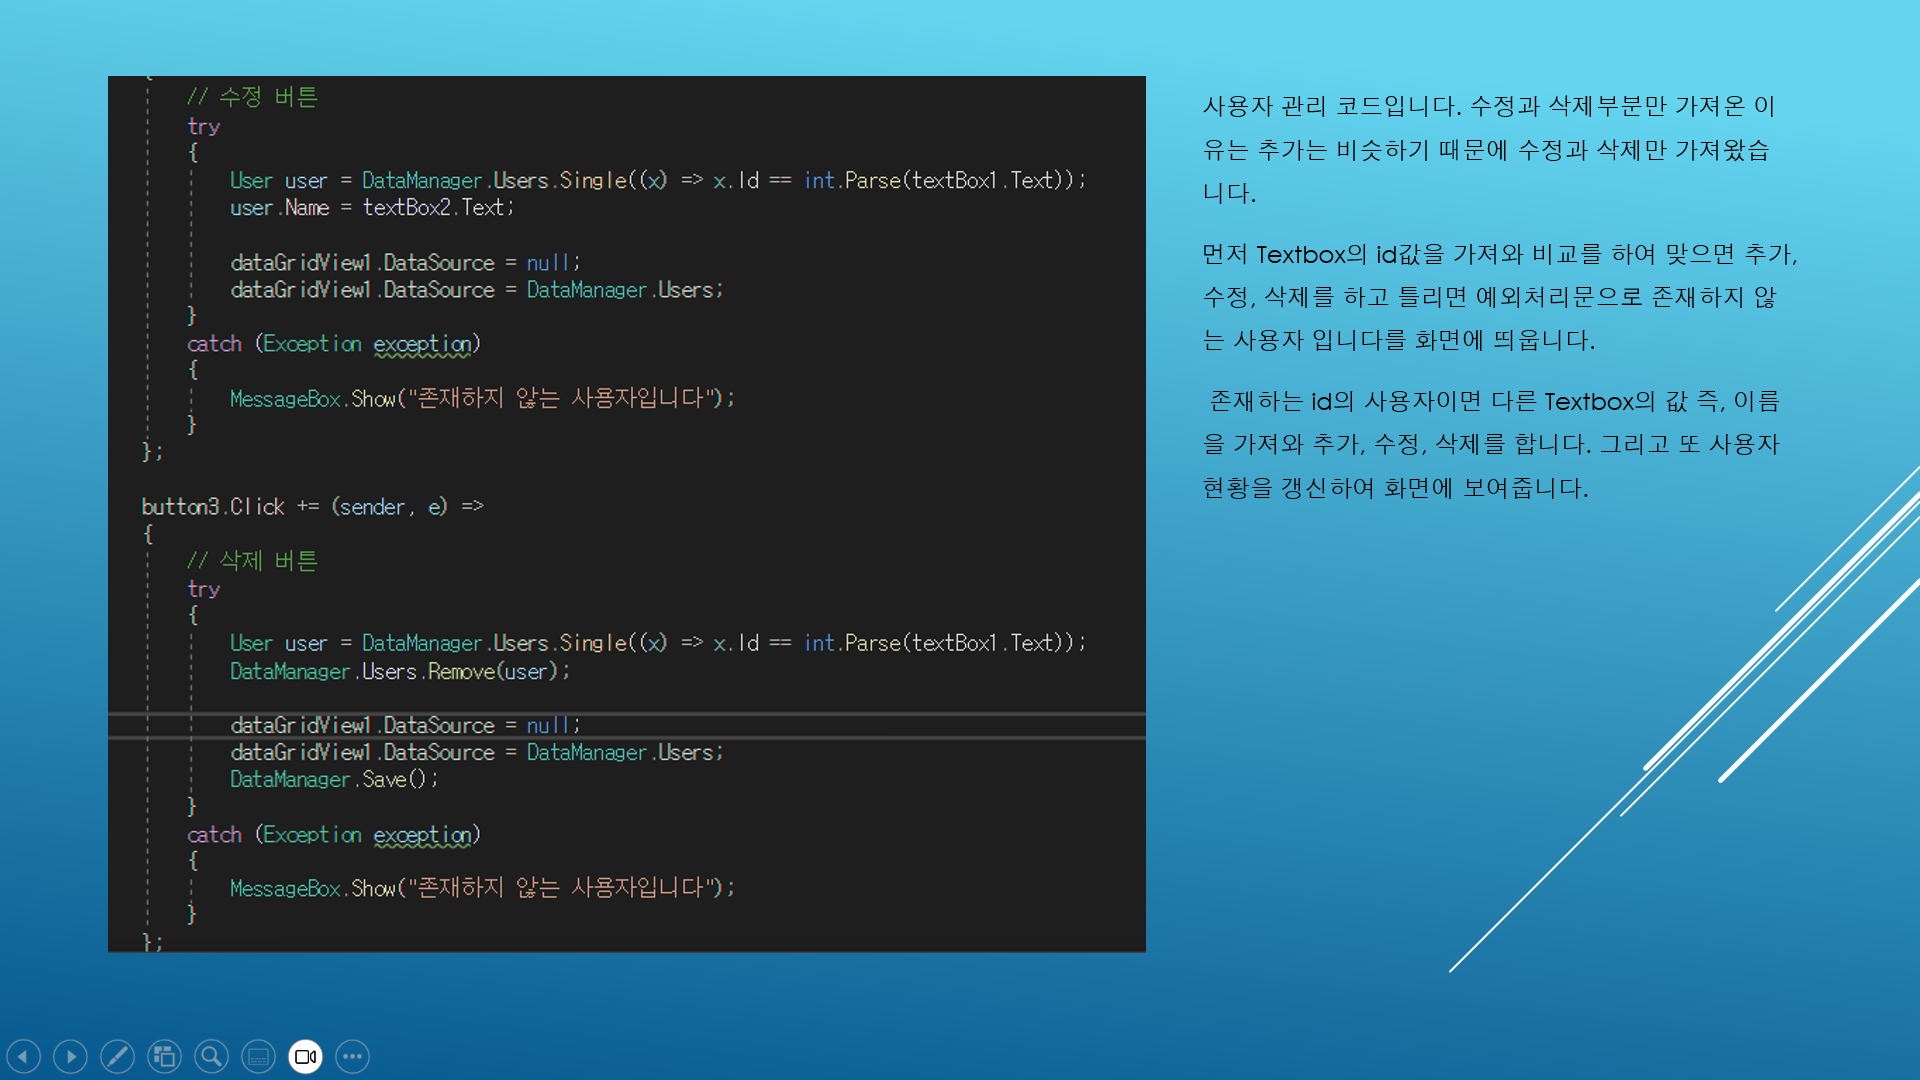 {
// 수정 버튼
try
{
User user = DataManager.Users.Single((x) => x.Id == int.Parse(textBox1.Text));
user.Name = textBox2.Text;
dataGridView1.DataSource = null;
dataGridView1.DataSource = DataManager.Users;
}
catch (Exception exception)
{
MessageBox.Show("존재하지 않는 사용자입니다");
}
};
button3.Click += (sender, e) =>
{
// 삭제 버튼
try
{
User user = DataManager.Users.Single((x) => x.Id == int.Parse(textBox1.Text));
DataManager.Users.Remove(user);
dataGridView1.DataSource = null;
dataGridView1.DataSource = DataManager.Users;
DataManager.Save();
}
catch (Exception exception)
{
MessageBox.Show("존재하지 않는 사용자입니다");
}
};
사용자 관리 코드입니다. 수정과 삭제부분만 가져온 이
유는 추가는 비슷하기 때문에 수정과 삭제만 가져왔습
니다.
먼저 Textbox의 id값을 가져와 비교를 하여 맞으면 추가,
수정, 삭제를 하고 틀리면 예외처리문으로 존재하지 않
는 사용자 입니다를 화면에 띄웁니다.
존재하는 id의 사용자이면 다른 Textbox의 값 즉, 이름
을 가져와 추가, 수정, 삭제를 합니다. 그리고 또 사용자
현황을 갱신하여 화면에 보여줍니다.